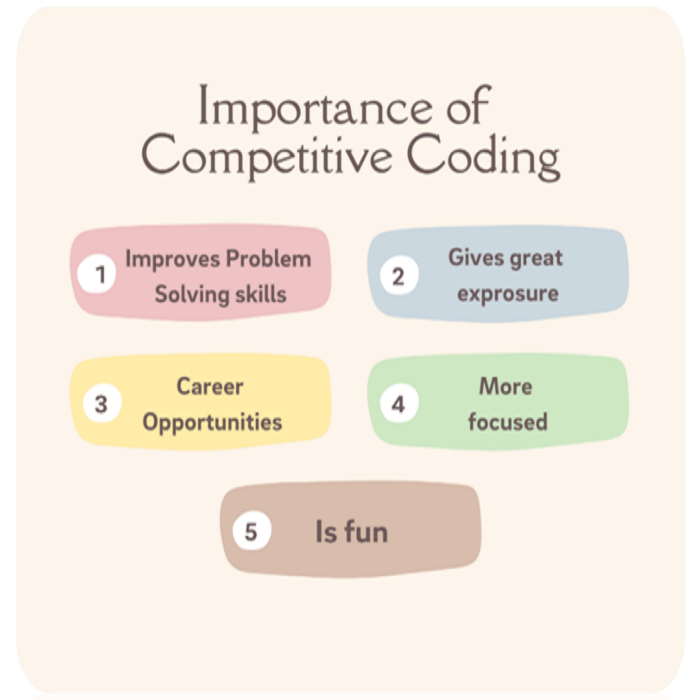 Importance of
Competitive Coding
1
Improves Problem
Solving skills
2
Gives great
exprosure
3
Career
Opportunities
4
More
focused
5
Is fun